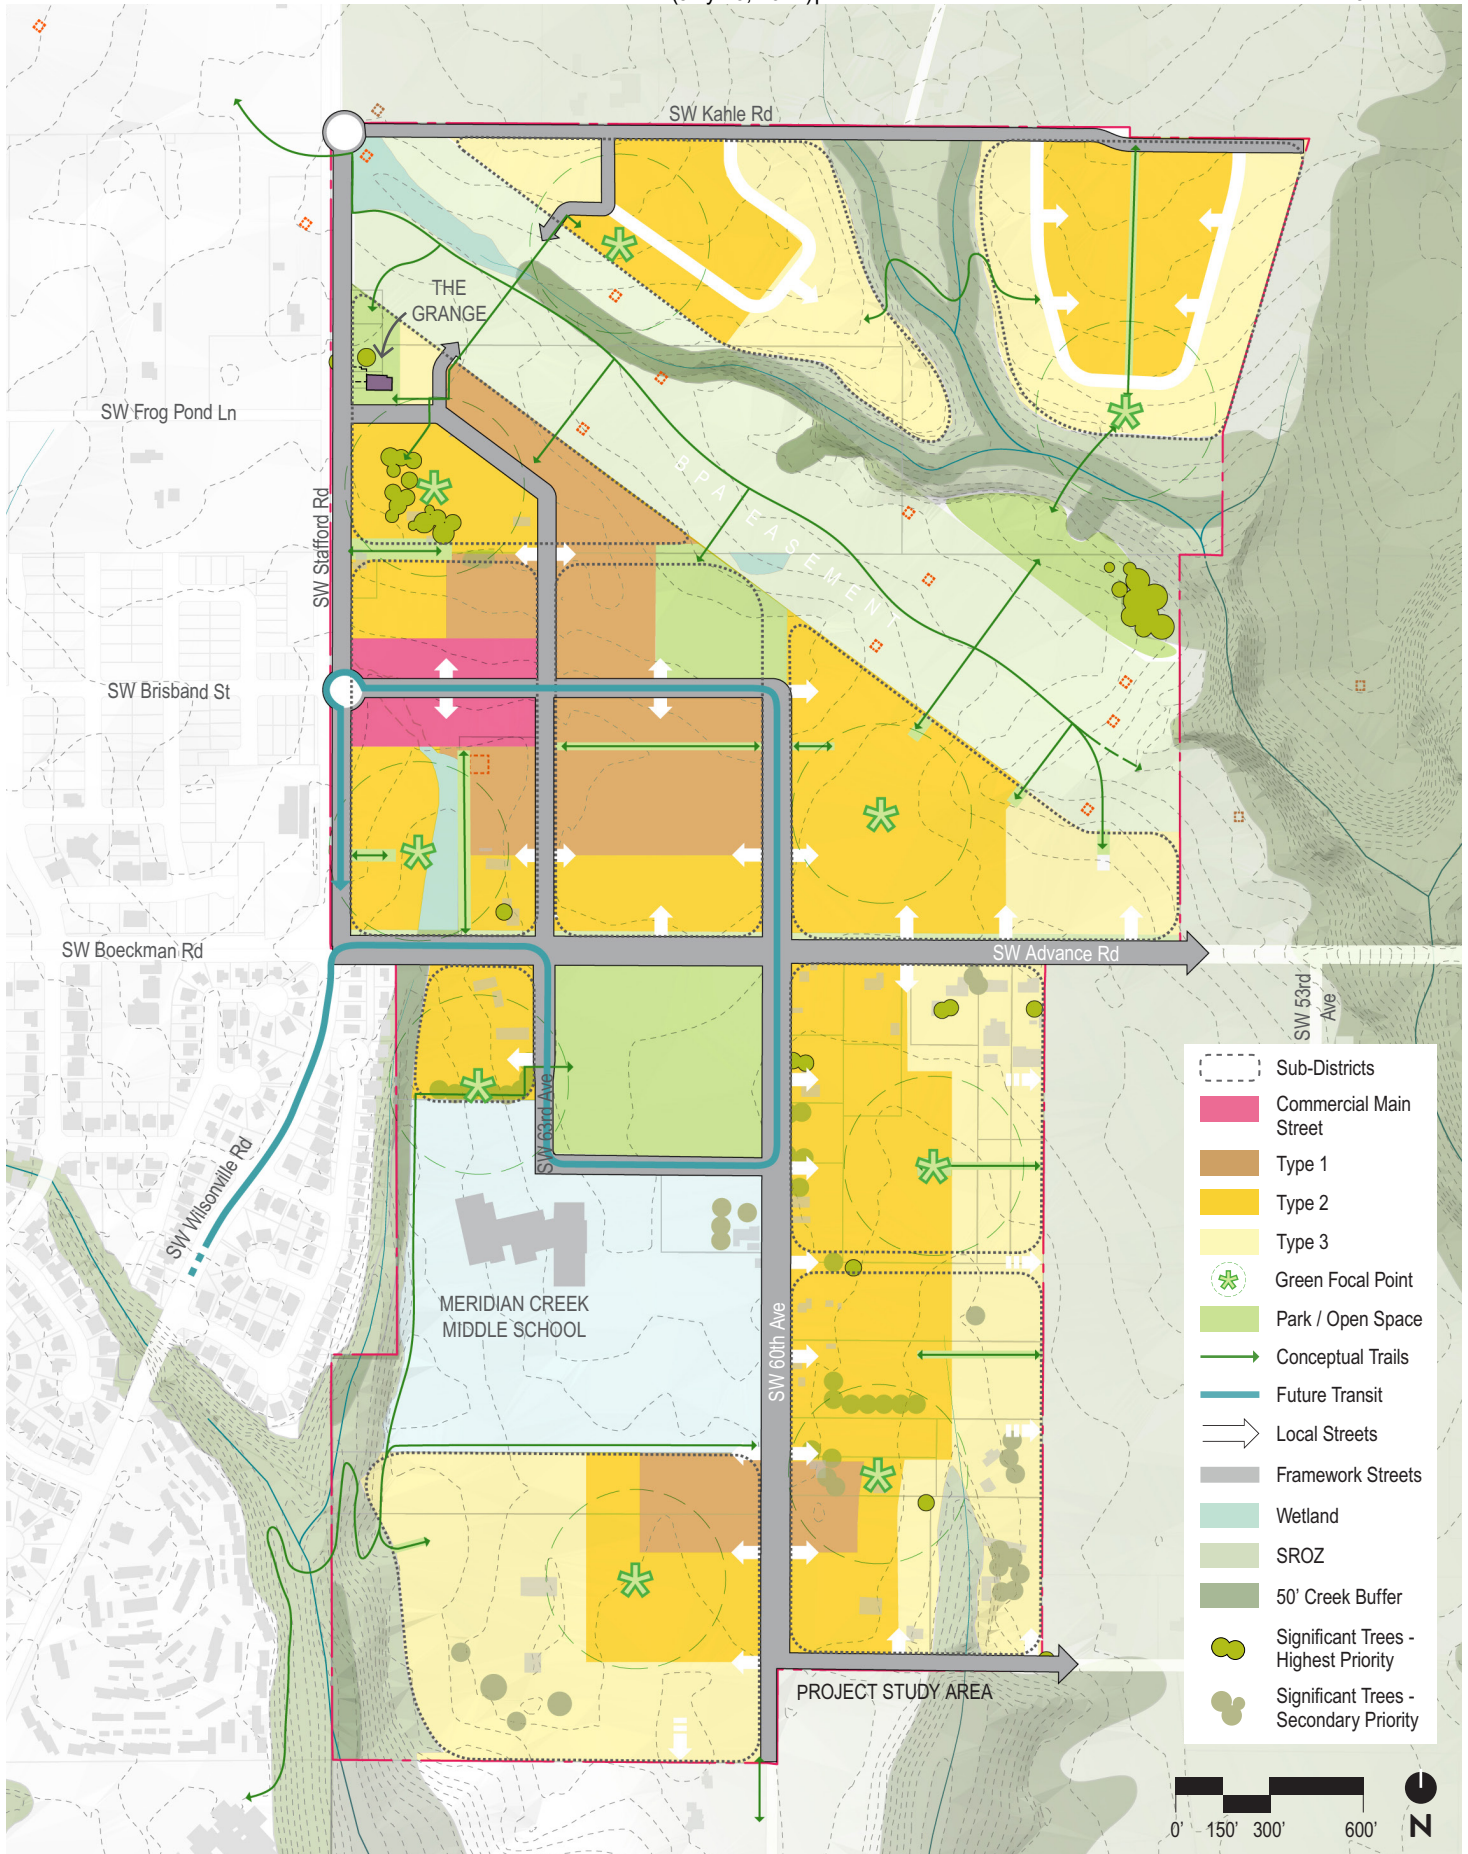 SW Kahle Rd
THE
GRANGE
SW Frog Pond Ln
SW Stafford Rd
BPA EASEMENT
SW Brisband St
SW Boeckman Rd
SW Advance Rd
SW 53rd
Ave
SW 63rd Ave
SW Wilsonville Rd
MERIDIAN CREEK
MIDDLE SCHOOL
SW 60th Ave
PROJECT STUDY AREA
Sub-Districts
Commercial Main
Street
Type 1
Type 2
Type 3
Green Focal Point
Park / Open Space
Conceptual Trails
Future Transit
Local Streets
Framework Streets
Wetland
SROZ
50' Creek Buffer
Significant Trees -
Highest Priority
Significant Trees -
Secondary Priority
0' 150' 300' 600'
N